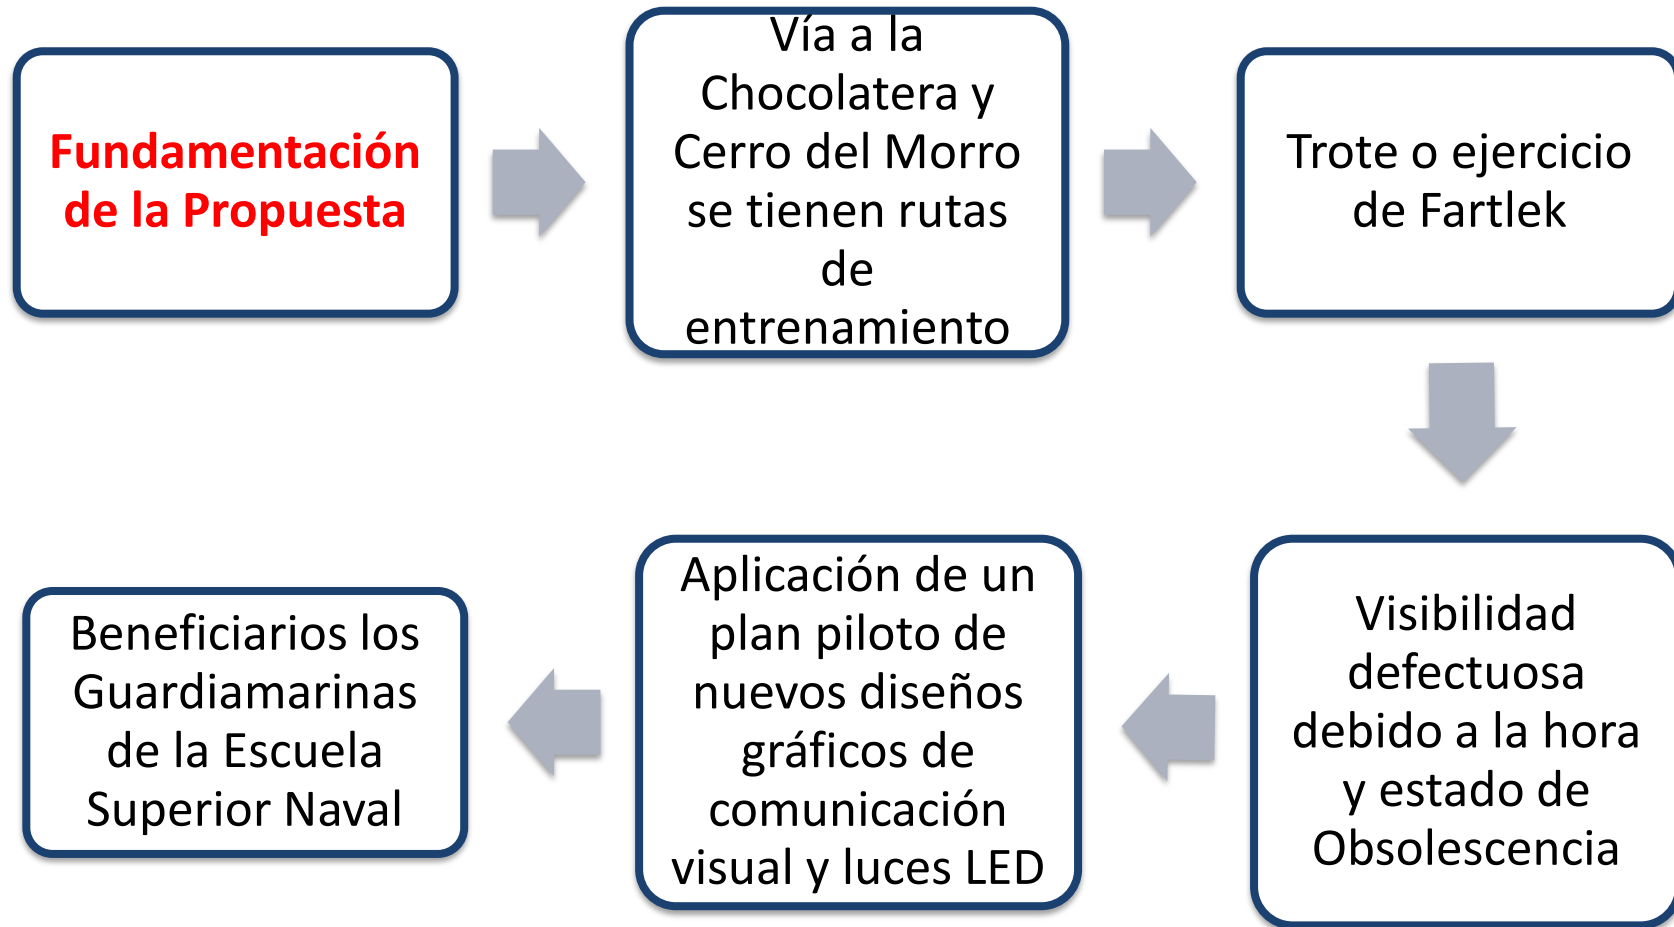 Fundamentación
de la Propuesta
Vía a la
Chocolatera y
Cerro del Morro
se tienen rutas
de
entrenamiento
Trote o ejercicio
de Fartlek
Visibilidad
defectuosa
debido a la hora
y estado de
Obsolescencia
Aplicación de un
plan piloto de
nuevos diseños
gráficos de
comunicación
visual y luces LED
Beneficiarios los
Guardiamarinas
de la Escuela
Superior Naval